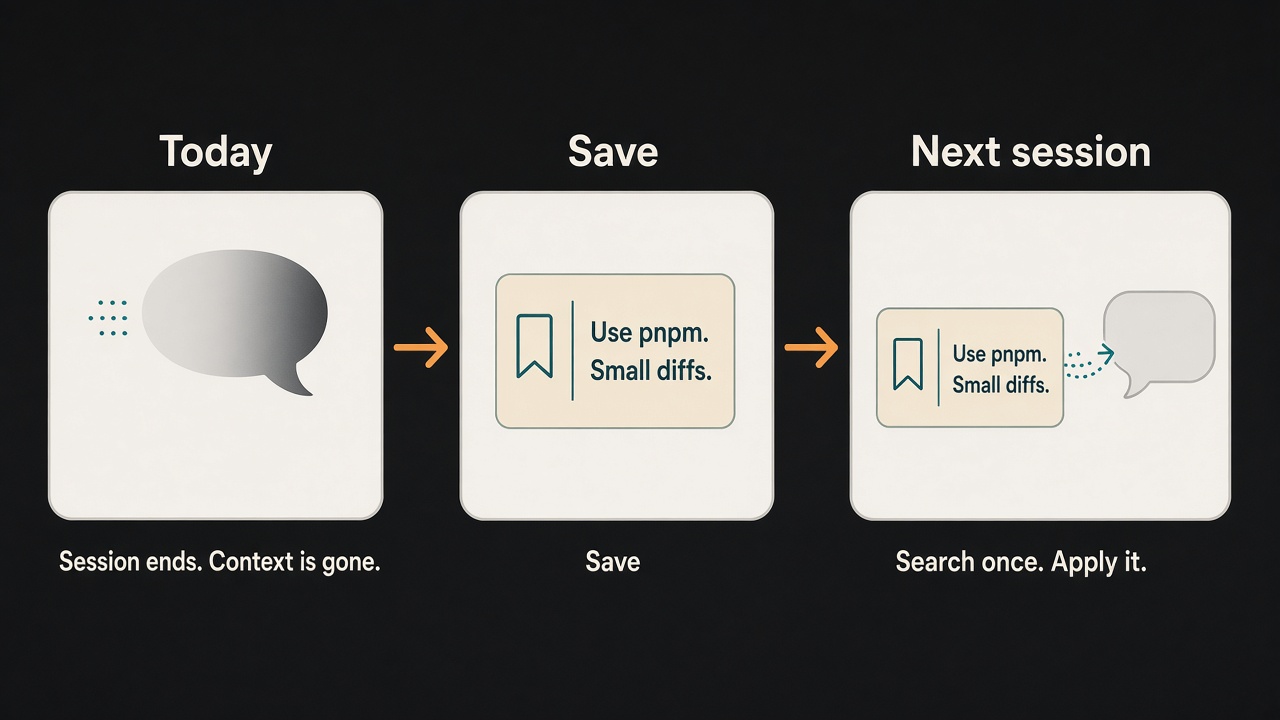 Today
Save
Next session
Use pnpm.
Small diffs.
Use pnpm.
Small diffs.
Session ends. Context is gone.
Save
Search once. Apply it.